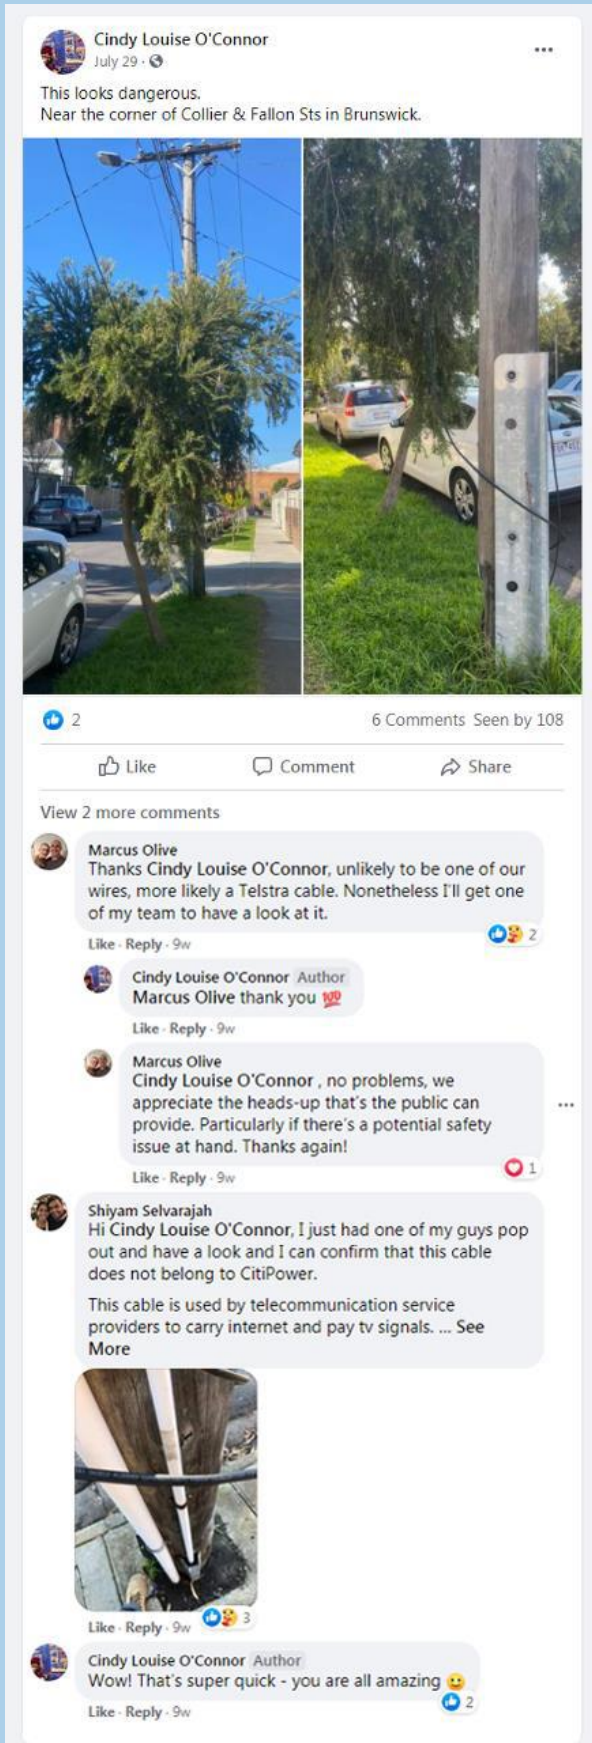 Cindy Louise O'Connor
July 29 ·
This looks dangerous.
Near the corner of Collier & Fallon Sts in Brunswick.
2
6 Comments Seen by 108
Like Comment Share
View 2 more comments
Marcus Olive
Thanks Cindy Louise O'Connor, unlikely to be one of our
wires, more likely a Telstra cable. Nonetheless I'll get one
of my team to have a look at it.
2
Like · Reply · 9w
Cindy Louise O'Connor Author
Marcus Olive thank you 💯
Like · Reply · 9w
Marcus Olive
Cindy Louise O'Connor , no problems, we
appreciate the heads-up that's the public can
provide. Particularly if there's a potential safety
issue at hand. Thanks again!
1
Like · Reply · 9w
Shiyam Selvarajah
Hi Cindy Louise O'Connor, I just had one of my guys pop
out and have a look and I can confirm that this cable
does not belong to CitiPower.
This cable is used by telecommunication service
providers to carry internet and pay tv signals. ... See
More
Like · Reply · 9w 3
Cindy Louise O'Connor Author
Wow! That's super quick - you are all amazing 🙂
2
Like · Reply · 9w